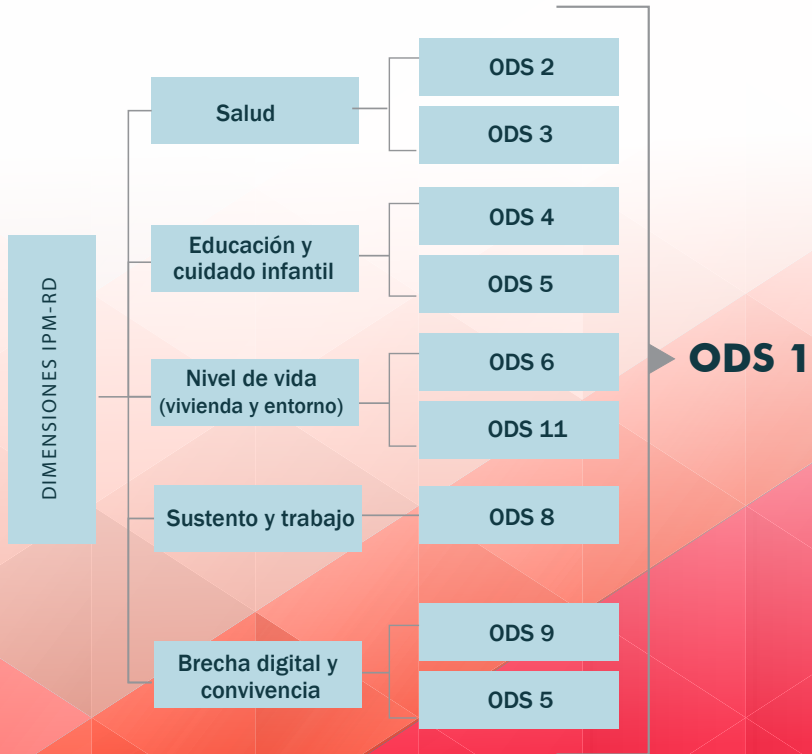 DIMENSIONES IPM-RD
Salud
ODS 2
ODS 3
Educación y
cuidado infantil
ODS 4
ODS 5
Nivel de vida
(vivienda y entorno)
ODS 6
ODS 11
Sustento y trabajo
ODS 8
Brecha digital y
convivencia
ODS 9
ODS 5
ODS 1